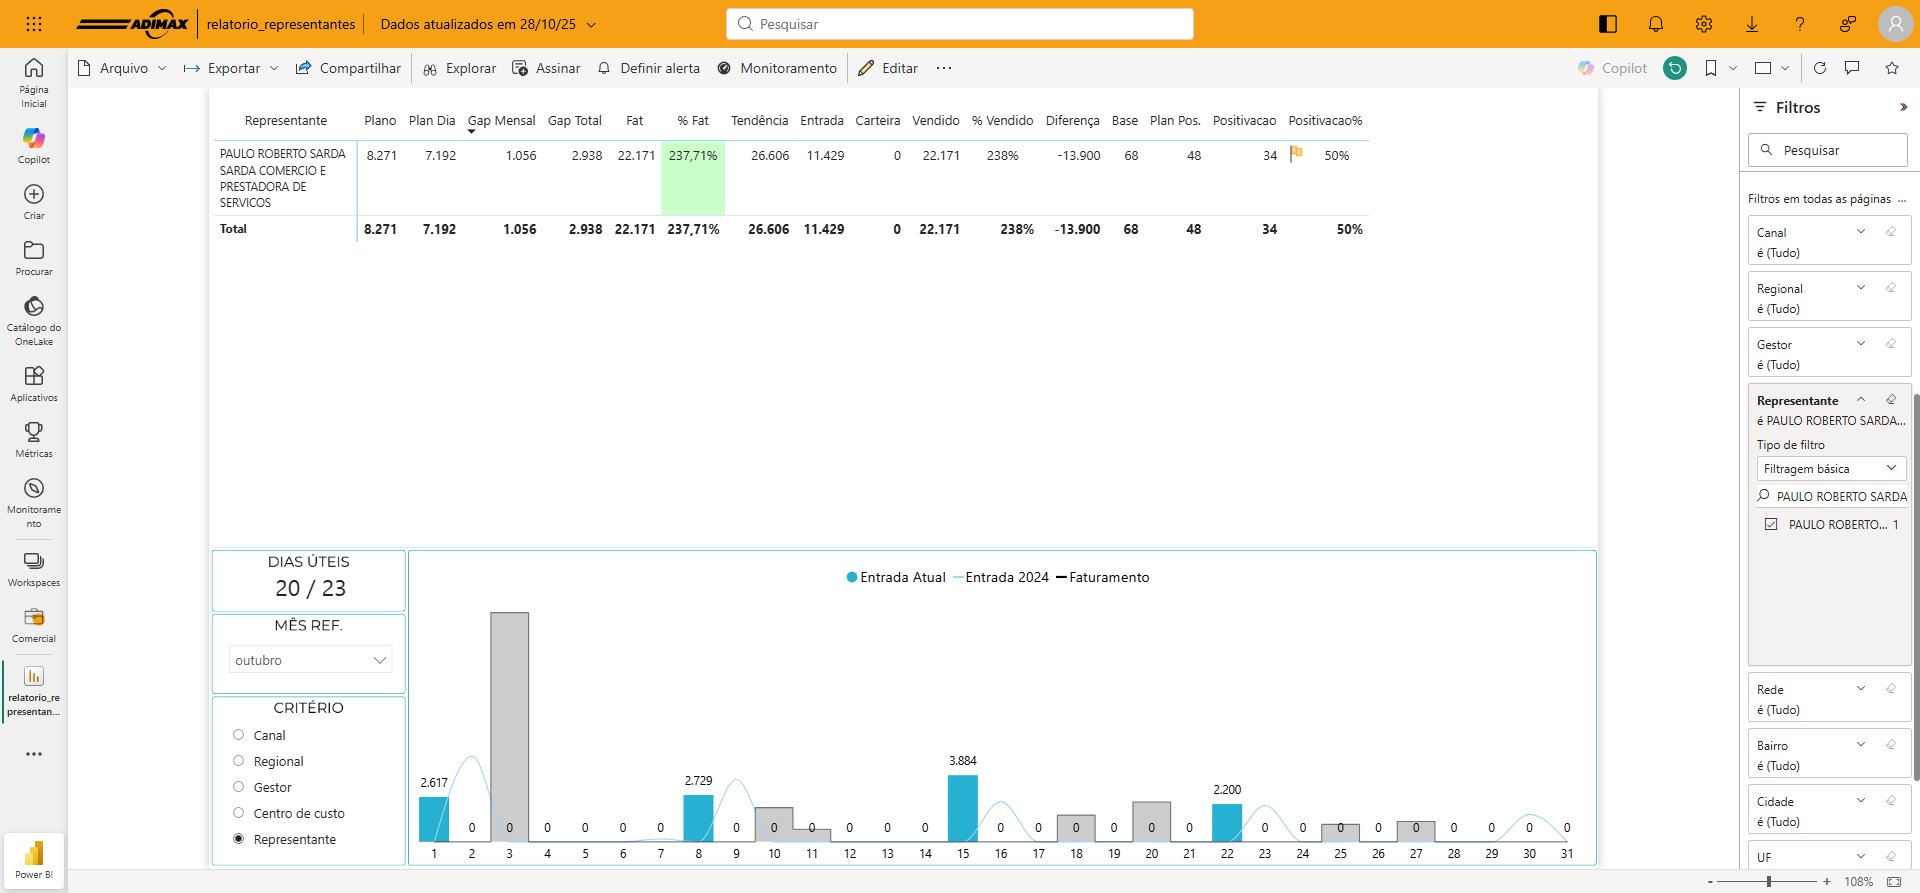 ADIMAX
relatorio_representantes
Dados atualizados em 28/10/25
Pesquisar
Arquivo
Exportar
Compartilhar
Explorar
Assinar
Definir alerta
Monitoramento
Editar
Copilot
Página
Inicial
Copilot
Criar
Procurar
Catálogo do
OneLake
Aplicativos
Métricas
Monitorame
nto
Workspaces
Comercial
relatorio_re
presentan...
Power BI
Representante Plano Plan Dia Gap Mensal Gap Total Fat % Fat Tendência Entrada Carteira Vendido % Vendido Diferença Base Plan Pos. Positivacao Positivacao%
PAULO ROBERTO SARDA 8.271 7.192 1.056 2.938 22.171 237,71% 26.606 11.429 0 22.171 238% -13.900 68 48 34 50%
SARDA COMERCIO E
PRESTADORA DE
SERVICOS
Total 8.271 7.192 1.056 2.938 22.171 237,71% 26.606 11.429 0 22.171 238% -13.900 68 48 34 50%
DIAS ÚTEIS
20 / 23
MÊS REF.
outubro
CRITÉRIO
Canal
Regional
Gestor
Centro de custo
Representante
Entrada Atual Entrada 2024 Faturamento
2.617 0 0 0 0 0 0 2.729 0 0 0 0 0 0 3.884 0 0 0 0 0 0 2.200 0 0 0 0 0 0 0 0 0
1 2 3 4 5 6 7 8 9 10 11 12 13 14 15 16 17 18 19 20 21 22 23 24 25 26 27 28 29 30 31
Filtros
Pesquisar
Filtros em todas as páginas ...
Canal
é (Tudo)
Regional
é (Tudo)
Gestor
é (Tudo)
Representante
é PAULO ROBERTO SARDA...
Tipo de filtro
Filtragem básica
PAULO ROBERTO SARDA
PAULO ROBERTO... 1
Rede
é (Tudo)
Bairro
é (Tudo)
Cidade
é (Tudo)
UF
- + 108%